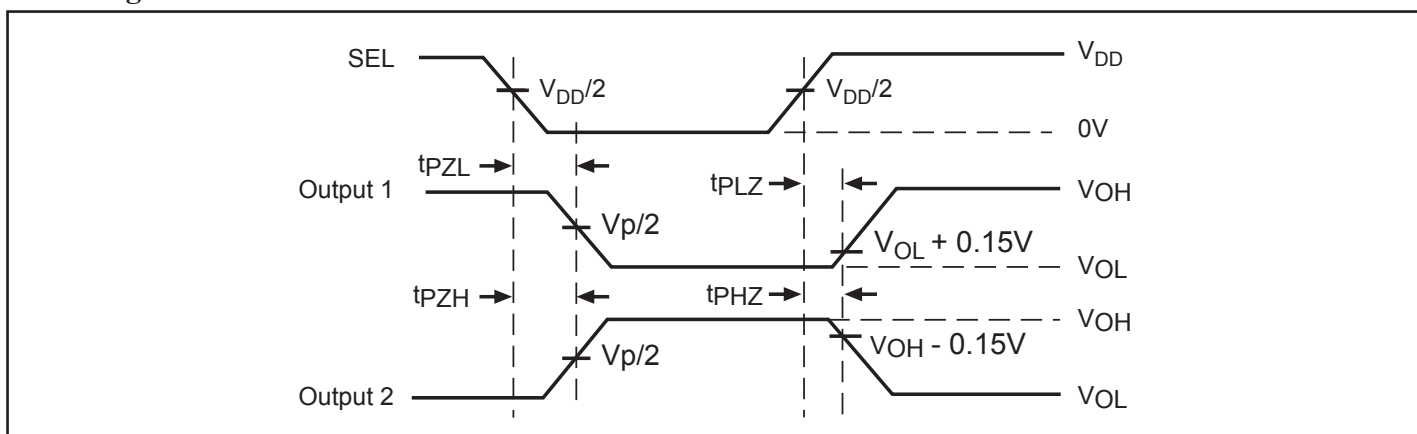 SEL
VDD/2
VDD/2
VDD
0V
tPZL
tPLZ
Output 1
Vp/2
VOH
VOL + 0.15V
VOL
tPZH
tPHZ
VOH
Vp/2
VOH - 0.15V
Output 2
VOL